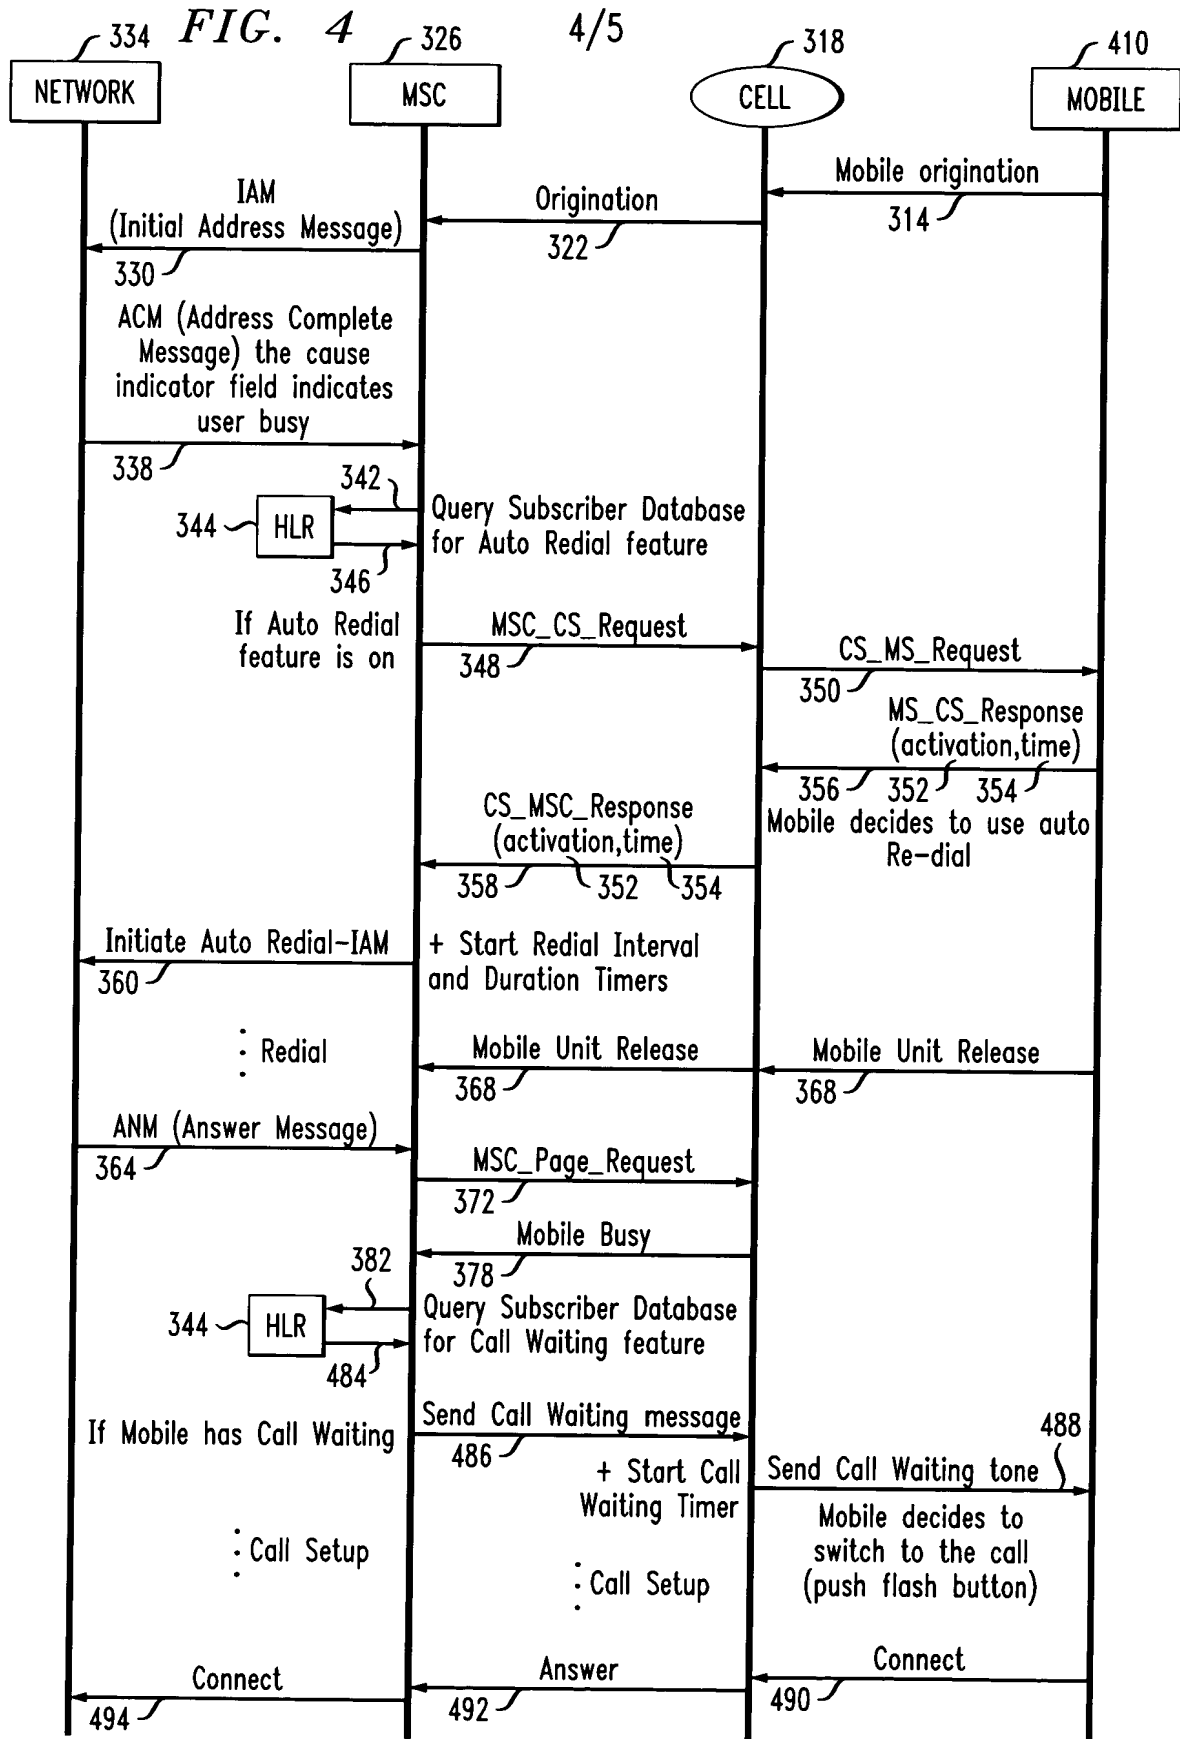 FIG. 4
4/5
334
326
318
410
NETWORK
MSC
CELL
MOBILE
Mobile origination
314
Origination
322
IAM
(Initial Address Message)
330
ACM (Address Complete
Message) the cause
indicator field indicates
user busy
338
342
344
HLR
346
Query Subscriber Database
for Auto Redial feature
If Auto Redial
feature is on
MSC_CS_Request
348
CS_MS_Request
350
MS_CS_Response
(activation,time)
356
352
354
Mobile decides to use auto
Re-dial
CS_MSC_Response
(activation,time)
358
352
354
Initiate Auto Redial-IAM
360
+ Start Redial Interval
and Duration Timers
Redial
Mobile Unit Release
368
Mobile Unit Release
368
ANM (Answer Message)
364
MSC_Page_Request
372
Mobile Busy
378
382
344
HLR
484
Query Subscriber Database
for Call Waiting feature
If Mobile has Call Waiting
Send Call Waiting message
486
+ Start Call
Waiting Timer
488
Send Call Waiting tone
Mobile decides to
switch to the call
(push flash button)
Call Setup
Call Setup
Connect
490
Answer
492
Connect
494